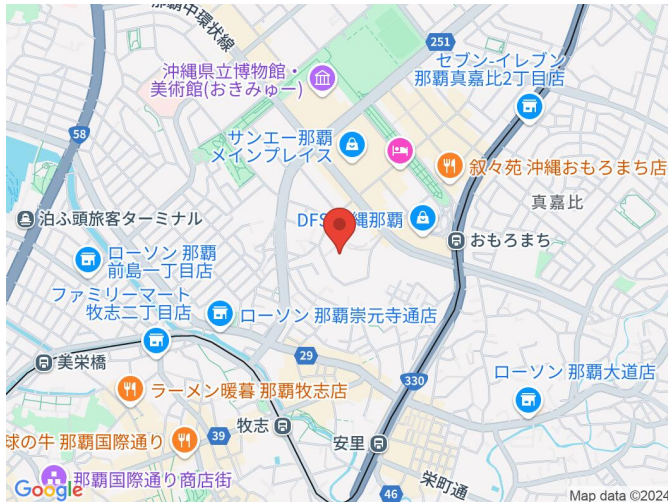 那覇中環状線
251
セブン-イレブン
那覇真嘉比2丁目店
沖縄県立博物館・
美術館(おきみゅー)
58
サンエー那覇
メインプレイス
叙々苑 沖縄おもろまち店
真嘉比
泊ふ頭旅客ターミナル
DFS
縄那覇
おもろまち
ローソン 那覇
前島一丁目店
ファミリーマート
牧志二丁目店
ローソン 那覇崇元寺通店
29
美栄橋
330
ローソン 那覇大道店
ラーメン暖暮 那覇牧志店
牧志
39
球の牛 那覇国際通り
安里
栄町通
那覇国際通り商店街
46
Google
Map data ©2024